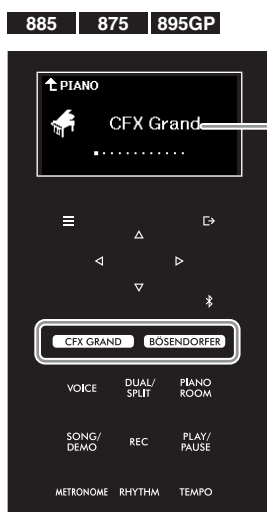 885 875 895GP
PIANO
CFX Grand
CFX GRAND BÖSENDORFER
VOICE DUAL/SPLIT PIANO ROOM
SONG/DEMO REC PLAY/PAUSE
METRONOME RHYTHM TEMPO